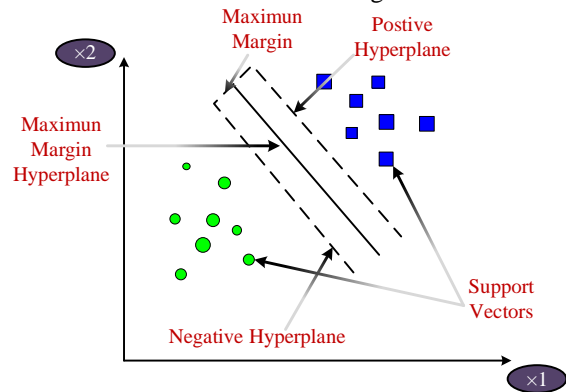 Maximun
Margin
Postive
Hyperplane
×2
Maximun
Margin
Hyperplane
Support
Vectors
Negative Hyperplane
×1